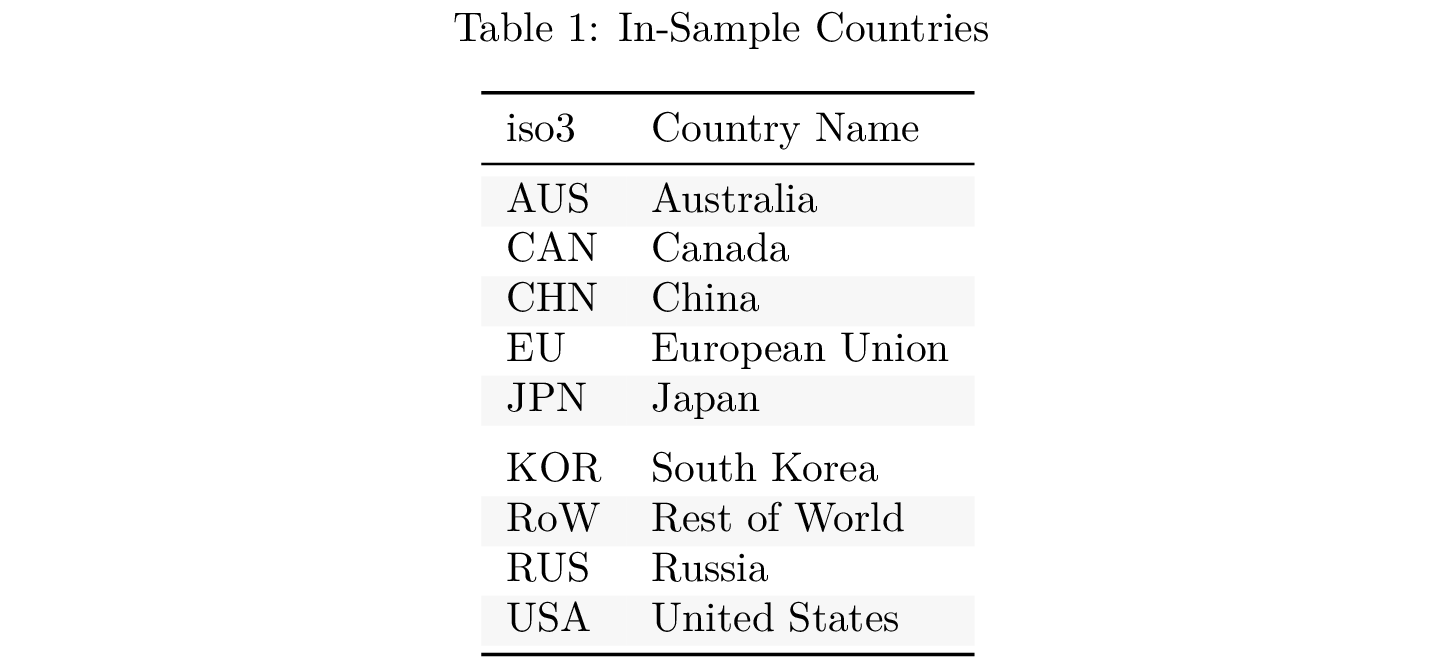 Table 1: In-Sample Countries
iso3 Country Name
AUS Australia
CAN Canada
CHN China
EU European Union
JPN Japan
KOR South Korea
RoW Rest of World
RUS Russia
USA United States